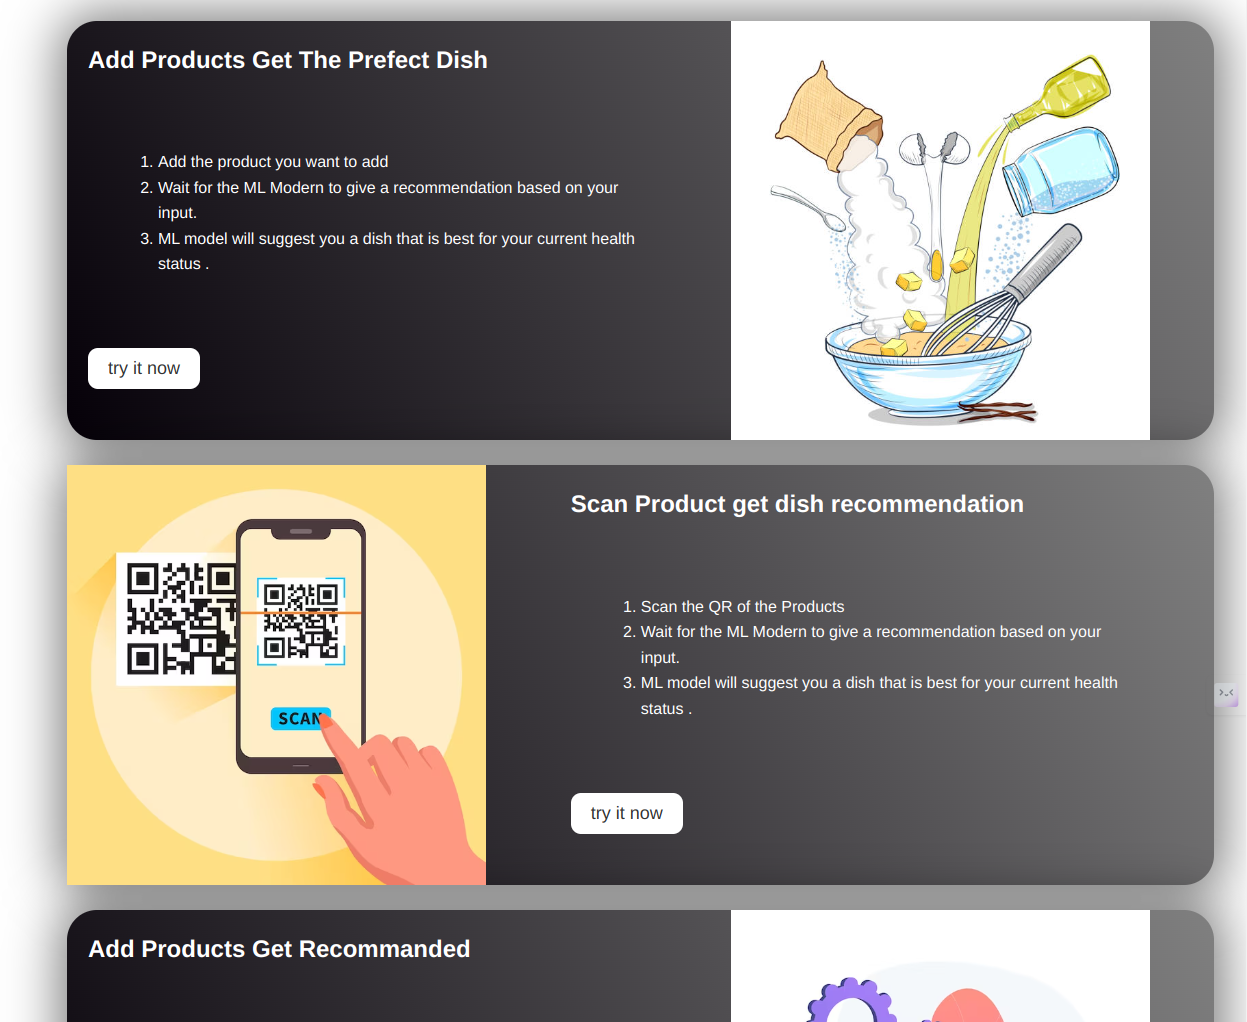 Add Products Get The Prefect Dish
1. Add the product you want to add
2. Wait for the ML Modern to give a recommendation based on your
input.
3. ML model will suggest you a dish that is best for your current health
status .
try it now
Scan Product get dish recommendation
1. Scan the QR of the Products
2. Wait for the ML Modern to give a recommendation based on your
input.
3. ML model will suggest you a dish that is best for your current health
status .
SCAN
try it now
Add Products Get Recommanded